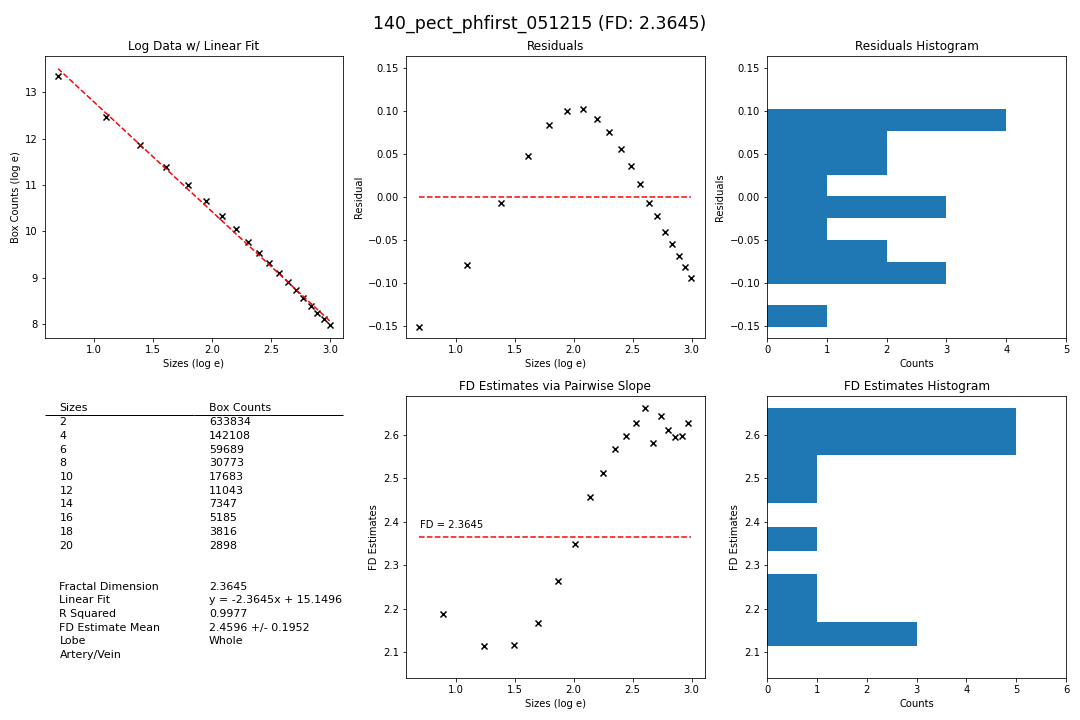 140_pect_phfirst_051215 (FD: 2.3645)
Log Data w/ Linear Fit
Box Counts (log e)
13
12
11
10
9
8
1.0 1.5 2.0 2.5 3.0
Sizes (log e)
Residuals
Residual
0.15
0.10
0.05
0.00
−0.05
−0.10
−0.15
1.0 1.5 2.0 2.5 3.0
Sizes (log e)
Residuals Histogram
Residuals
0.15
0.10
0.05
0.00
−0.05
−0.10
−0.15
0 1 2 3 4 5
Counts
Sizes Box Counts
2 633834
4 142108
6 59689
8 30773
10 17683
12 11043
14 7347
16 5185
18 3816
20 2898
Fractal Dimension 2.3645
Linear Fit y = -2.3645x + 15.1496
R Squared 0.9977
FD Estimate Mean 2.4596 +/- 0.1952
Lobe Whole
Artery/Vein
FD Estimates via Pairwise Slope
FD Estimates
2.6
2.5
2.4
2.3
2.2
2.1
FD = 2.3645
1.0 1.5 2.0 2.5 3.0
Sizes (log e)
FD Estimates Histogram
FD Estimates
2.6
2.5
2.4
2.3
2.2
2.1
0 1 2 3 4 5 6
Counts